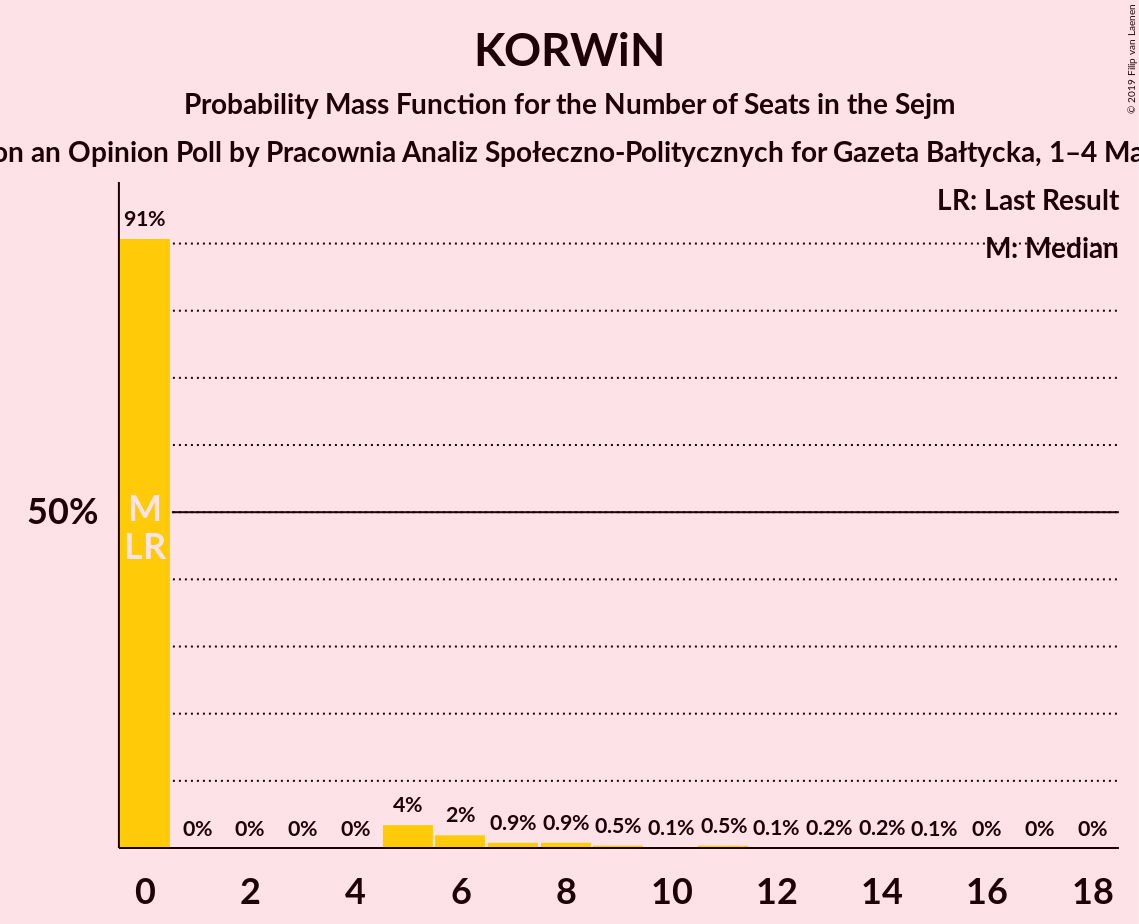 KORWiN
Probability Mass Function for the Number of Seats in the Sejm
on an Opinion Poll by Pracownia Analiz Społeczno-Politycznych for Gazeta Bałtycka, 1–4 Ma
© 2019 Filip van Laenen
LR: Last Result
M: Median
91%
50%
M
LR
4%
2%
0% 0% 0% 0% 0.9% 0.9% 0.5% 0.1% 0.5% 0.1% 0.2% 0.2% 0.1% 0% 0% 0%
0 2 4 6 8 10 12 14 16 18